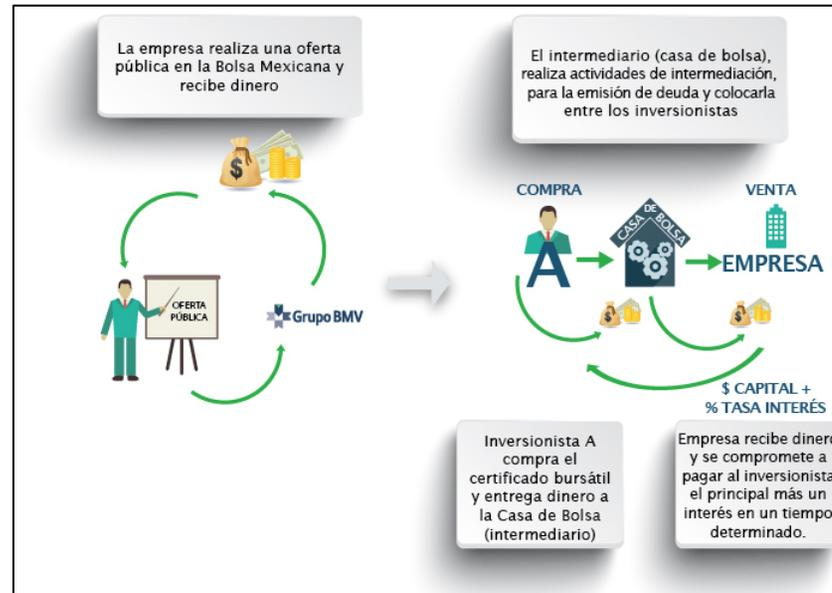 La empresa realiza una oferta
pública en la Bolsa Mexicana y
recibe dinero
$
OFERTA
PÚBLICA
Grupo BMV
El intermediario (casa de bolsa),
realiza actividades de intermediación,
para la emisión de deuda y colocarla
entre los inversionistas
COMPRA
A
CASA DE BOLSA
VENTA
EMPRESA
$
$
$ CAPITAL +
% TASA INTERÉS
Inversionista A
compra el
certificado bursátil
y entrega dinero a
la Casa de Bolsa
(intermediario)
Empresa recibe dinero
y se compromete a
pagar al inversionista
el principal más un
interés en un tiempo
determinado.